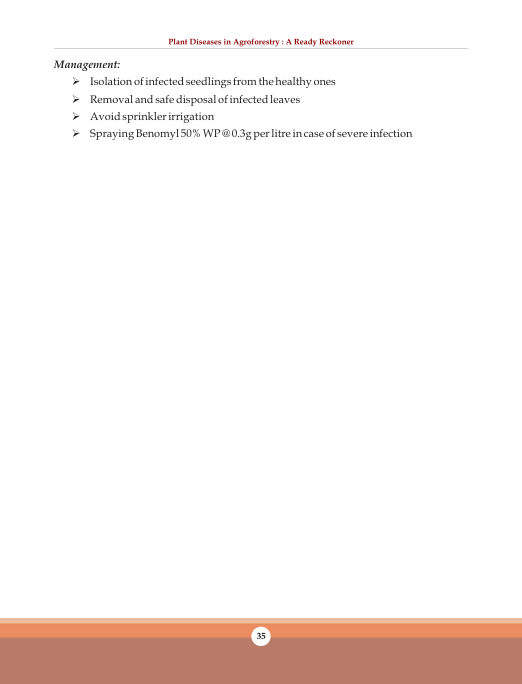 Plant Diseases in Agroforestry : A Ready Reckoner
Management:
➢ Isolation of infected seedlings from the healthy ones
➢ Removal and safe disposal of infected leaves
➢ Avoid sprinkler irrigation
➢ Spraying Benomyl 50% WP @ 0.3g per litre in case of severe infection
35